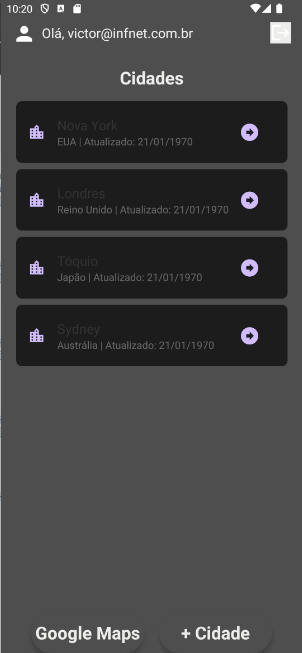 10:20
Olá, victor@infnet.com.br
Cidades
Nova York
EUA | Atualizado: 21/01/1970
Londres
Reino Unido | Atualizado: 21/01/1970
Tóquio
Japão | Atualizado: 21/01/1970
Sydney
Austrália | Atualizado: 21/01/1970
Google Maps
+ Cidade